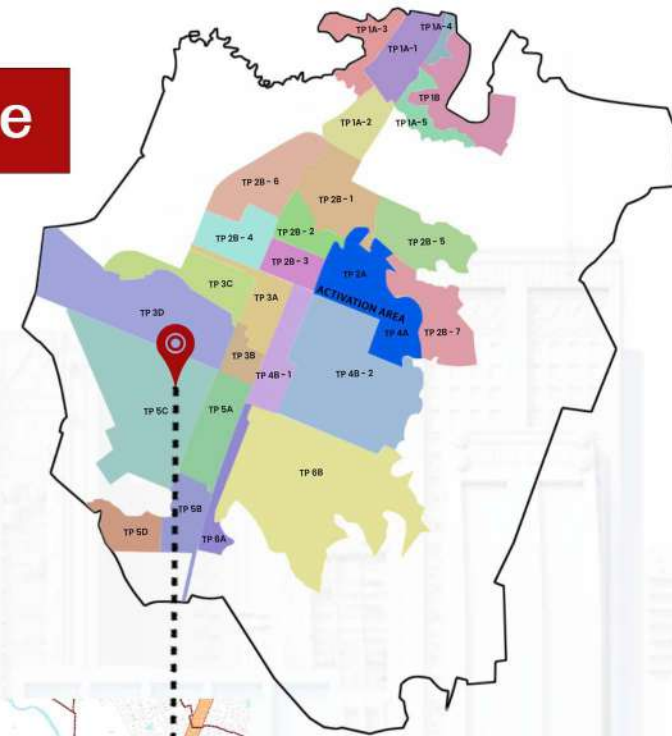 e
TP 1A-3
TP 1A-4
TP 1A-1
TP 1B
TP 1A-2
TP 1A-5
TP 2B - 6
TP 2B - 1
TP 2B - 4
TP 2B - 2
TP 2B - 5
TP 2B - 3
TP 2A
TP 3C
TP 3A
ACTIVATION AREA
TP 3D
TP 4A
TP 2B - 7
TP 3B
TP 4B - 1
TP 4B - 2
TP 5C
TP 5A
TP 6B
TP 5B
TP 5D
TP 6A